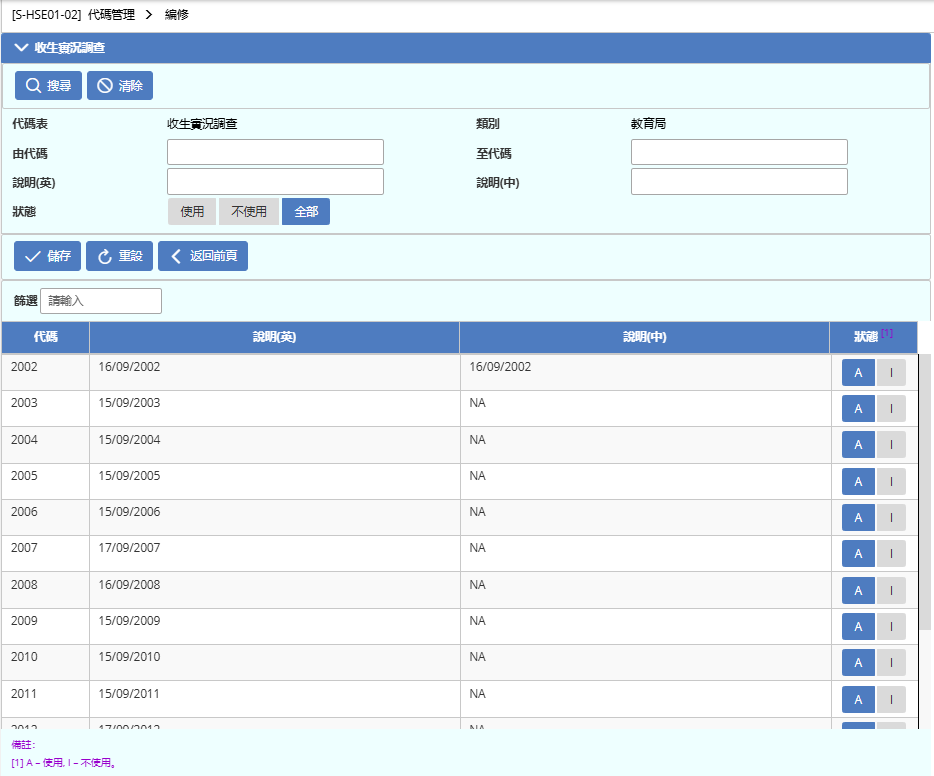 [S-HSE01-02] 代碼管理 > 編修
收生實況調查
搜尋 清除
代碼表 收生實況調查 類別 教育局
由代碼 至代碼
說明(英) 說明(中)
狀態 使用 不使用 全部
儲存 重設 返回前頁
篩選 請輸入
代碼 說明(英) 說明(中) 狀態 [1]
2002 16/09/2002 16/09/2002 A I
2003 15/09/2003 NA A I
2004 15/09/2004 NA A I
2005 15/09/2005 NA A I
2006 15/09/2006 NA A I
2007 17/09/2007 NA A I
2008 16/09/2008 NA A I
2009 15/09/2009 NA A I
2010 15/09/2010 NA A I
2011 15/09/2011 NA A I
2012 17/09/2012 NA
備註:
[1] A – 使用, I – 不使用。